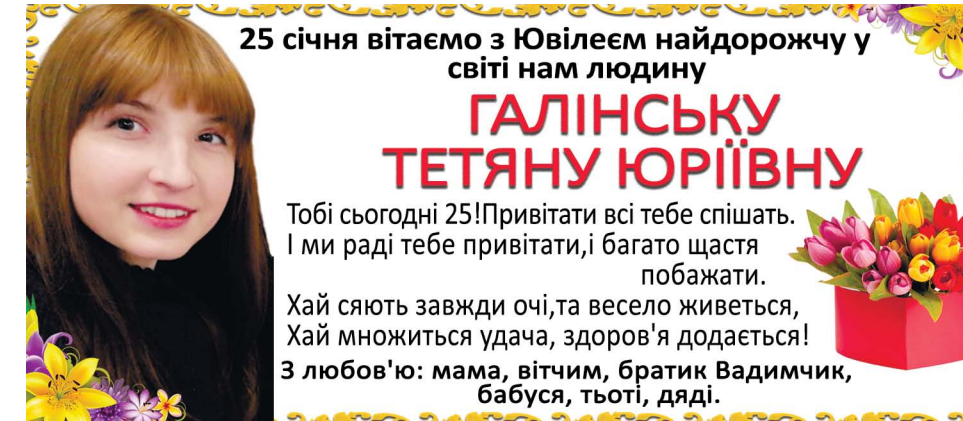 25 січня вітаємо з Ювілеєм найдорожчу у
світі нам людину
ГАЛІНСЬКУ
ТЕТЯНУ ЮРІЇВНУ
Тобі сьогодні 25!Привітати всі тебе спішать.
І ми раді тебе привітати,і багато щастя
побажати.
Хай сяють завжди очі,та весело живеться,
Хай множиться удача, здоров'я додається!
З любов'ю: мама, вітчим, братик Вадимчик,
бабуся, тьоті, дяді.